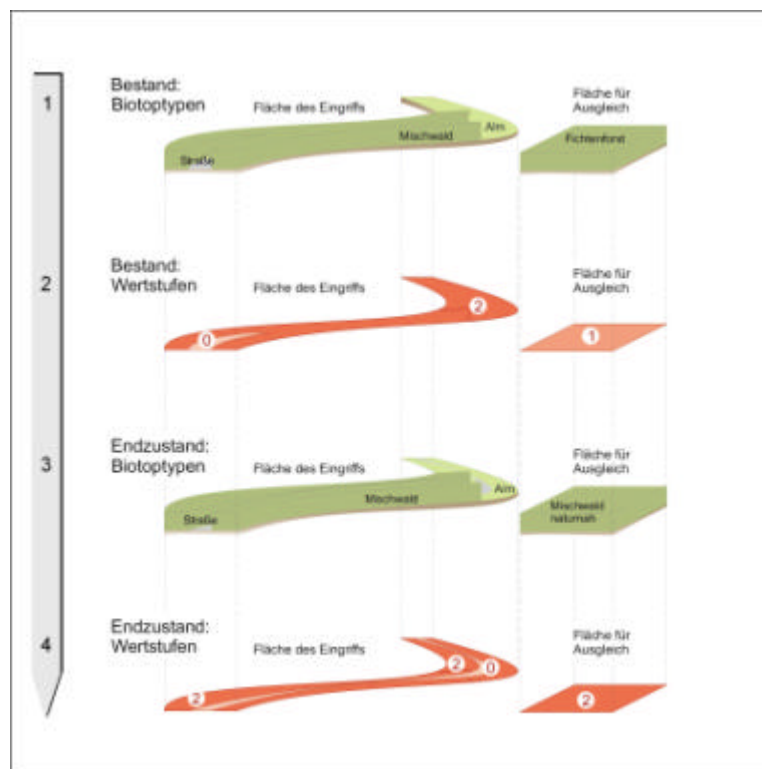 1
Bestand:
Biotoptypen
Fläche des Eingriffs
Fläche für
Ausgleich
Alm
Mischwald
Fichtenforst
Straße
2
Bestand:
Wertstufen
Fläche des Eingriffs
Fläche für
Ausgleich
2
0
1
3
Endzustand:
Biotoptypen
Fläche des Eingriffs
Fläche für
Ausgleich
Alm
Mischwald
Mischwald
naturnah
Straße
4
Endzustand:
Wertstufen
Fläche des Eingriffs
Fläche für
Ausgleich
2
0
2
2